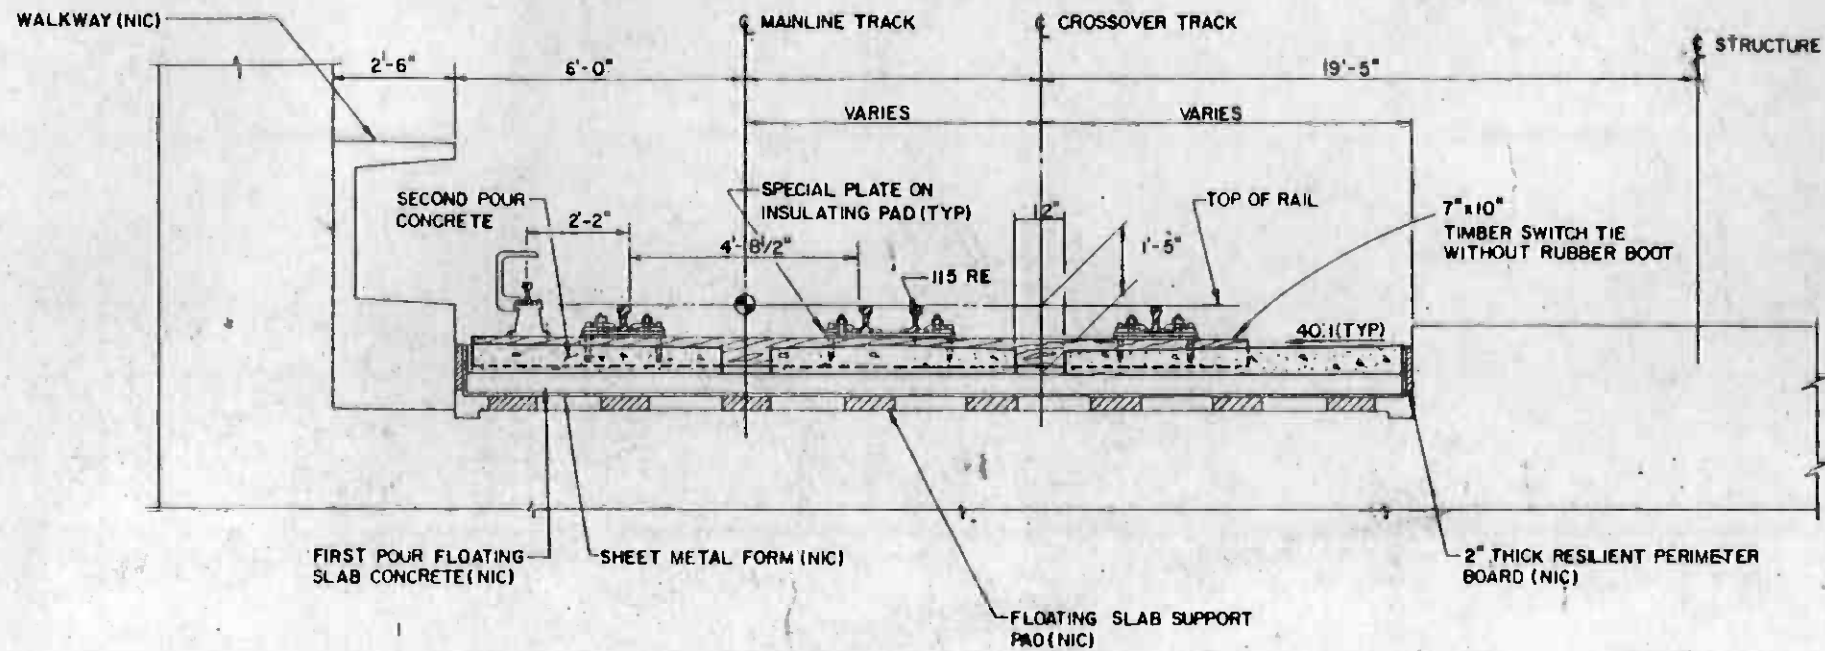 WALKWAY (NIC)
℄ MAINLINE TRACK
℄ CROSSOVER TRACK
℄ STRUCTURE
2'-6"
6'-0"
19'-5"
VARIES
VARIES
SECOND POUR
CONCRETE
SPECIAL PLATE ON
INSULATING PAD (TYP)
12"
TOP OF RAIL
7"x10"
TIMBER SWITCH TIE
WITHOUT RUBBER BOOT
2'-2"
4'-8 1/2"
1'-5"
115 RE
40:1 (TYP)
FIRST POUR FLOATING
SLAB CONCRETE (NIC)
SHEET METAL FORM (NIC)
2" THICK RESILIENT PERIMETER
BOARD (NIC)
FLOATING SLAB SUPPORT
PAD (NIC)